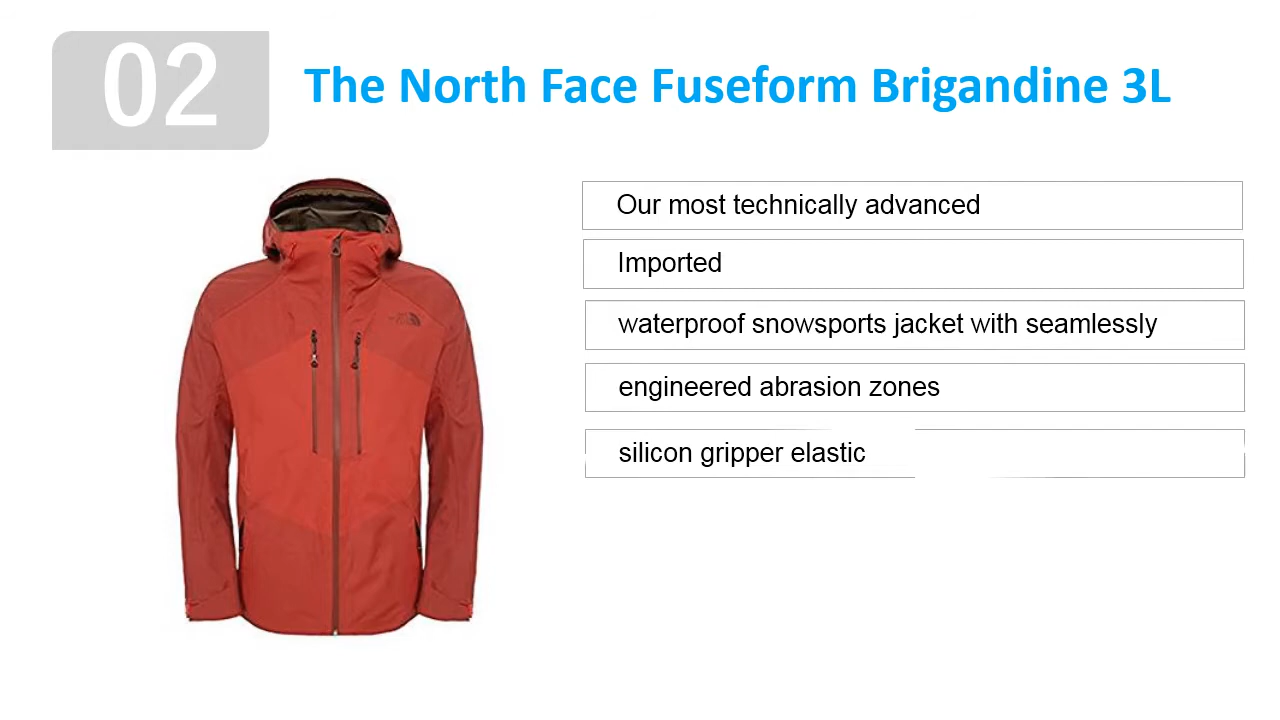 02
The North Face Fuseform Brigandine 3L
Our most technically advanced
Imported
waterproof snowsports jacket with seamlessly
engineered abrasion zones
silicon gripper elastic